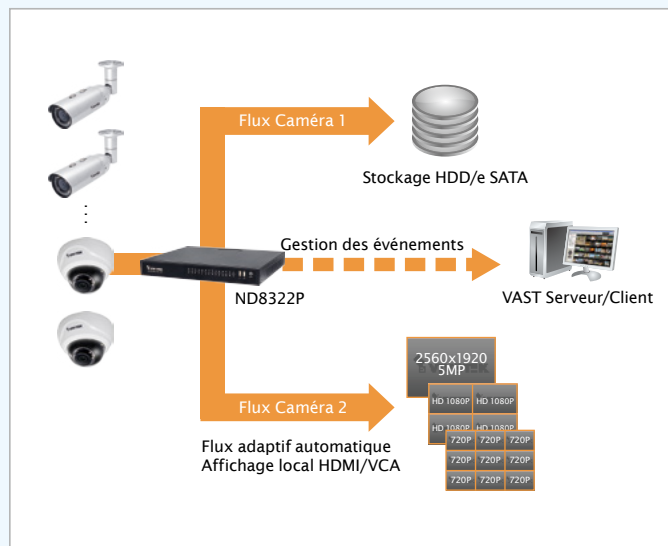 Flux Caméra 1
Stockage HDD/e SATA
Gestion des événements
ND8322P
VAST Serveur/Client
2560x1920
5MP
HD 1080P HD 1080P
HD 1080P HD 1080P
720P 720P 720P
720P 720P 720P
720P 720P 720P
Flux Caméra 2
Flux adaptif automatique
Affichage local HDMI/VCA